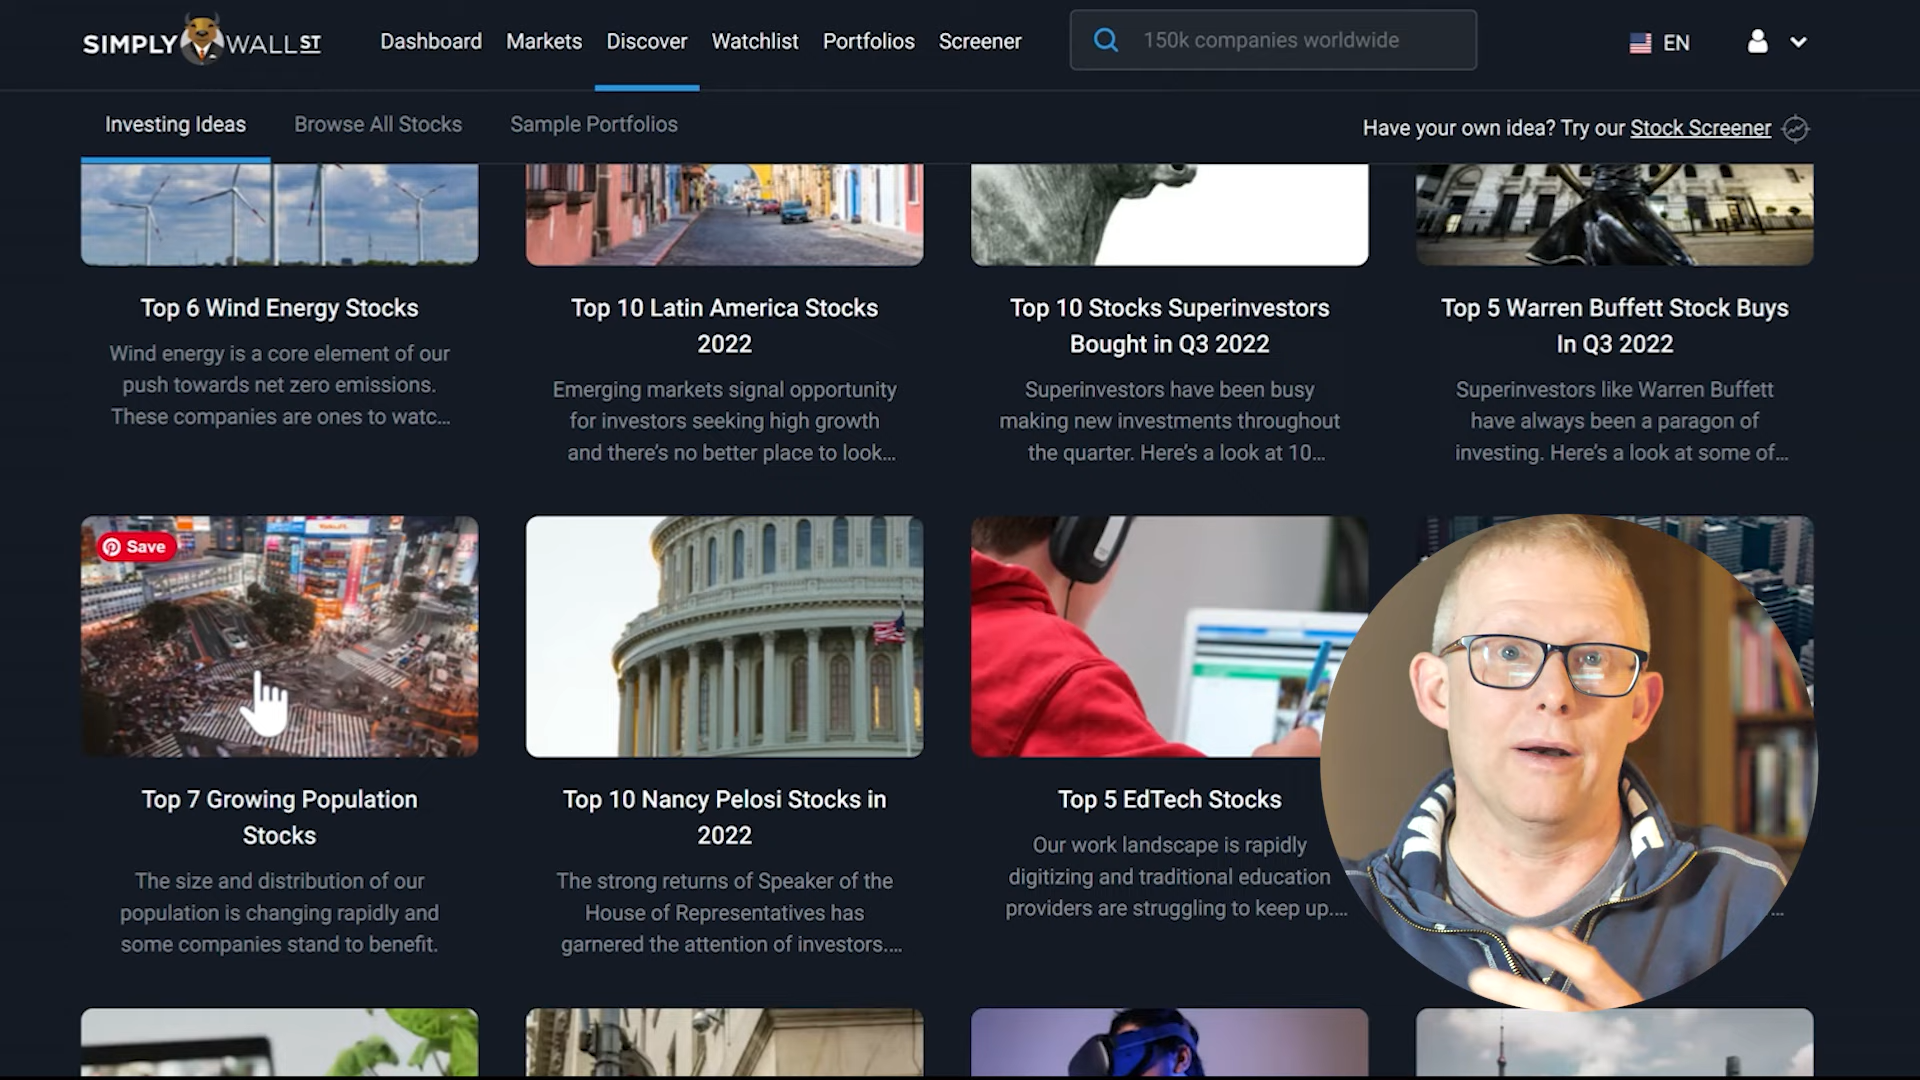 SIMPLY WALL ST
Dashboard
Markets
Discover
Watchlist
Portfolios
Screener
150k companies worldwide
EN
Investing Ideas
Browse All Stocks
Sample Portfolios
Have your own idea? Try our Stock Screener
Top 6 Wind Energy Stocks
Wind energy is a core element of our
push towards net zero emissions.
These companies are ones to watc...
Top 10 Latin America Stocks
2022
Emerging markets signal opportunity
for investors seeking high growth
and there's no better place to look...
Top 10 Stocks Superinvestors
Bought in Q3 2022
Superinvestors have been busy
making new investments throughout
the quarter. Here's a look at 10...
Top 5 Warren Buffett Stock Buys
In Q3 2022
Superinvestors like Warren Buffett
have always been a paragon of
investing. Here's a look at some of...
Save
Top 7 Growing Population
Stocks
The size and distribution of our
population is changing rapidly and
some companies stand to benefit.
Top 10 Nancy Pelosi Stocks in
2022
The strong returns of Speaker of the
House of Representatives has
garnered the attention of investors....
Top 5 EdTech Stocks
Our work landscape is rapidly
digitizing and traditional education
providers are struggling to keep up....
...